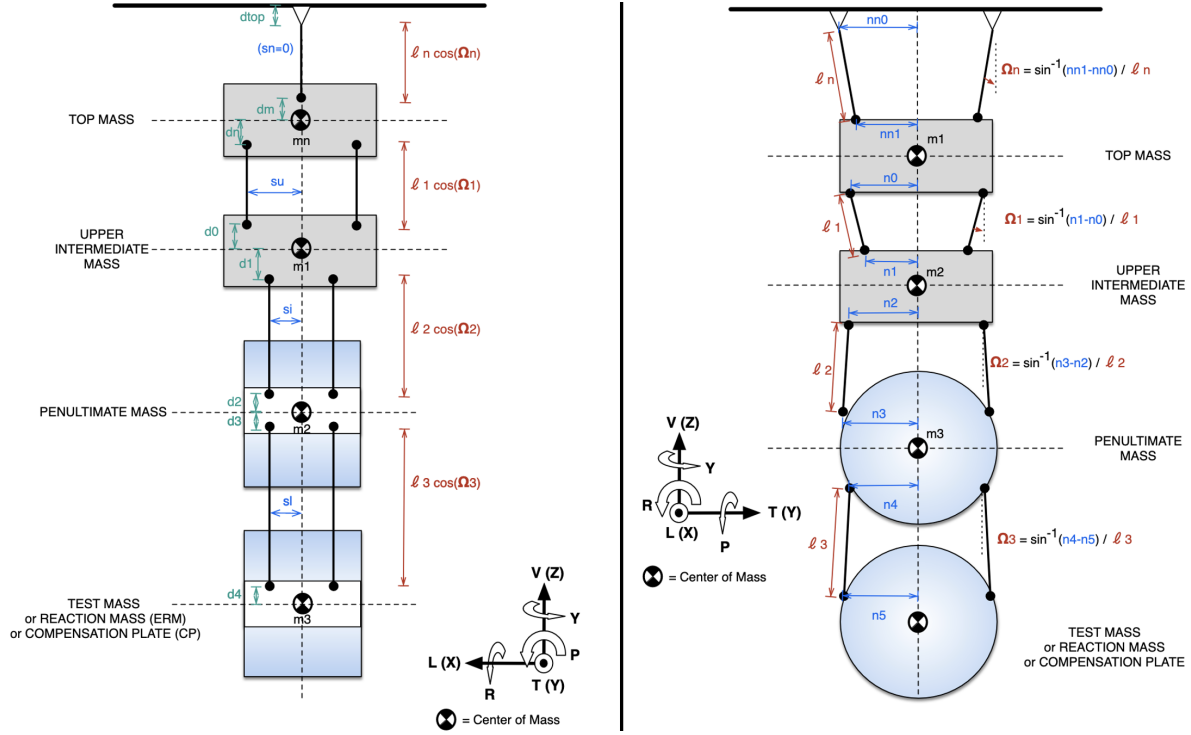 dtop
(sn=0)
ℓ n cos(Ωn)
dm
TOP MASS
dn
mn
su
ℓ 1 cos(Ω1)
d0
UPPER
INTERMEDIATE
MASS
m1
d1
si
ℓ 2 cos(Ω2)
d2
PENULTIMATE MASS
d3
m2
ℓ 3 cos(Ω3)
sl
d4
TEST MASS
or REACTION MASS (ERM)
or COMPENSATION PLATE (CP)
m3
V (Z)
Y
L (X)
P
R
T (Y)
= Center of Mass
nn0
ℓ n
Ωn = sin-1(nn1-nn0) / ℓ n
nn1
m1
TOP MASS
n0
ℓ 1
Ω1 = sin-1(n1-n0) / ℓ 1
n1
m2
UPPER
INTERMEDIATE
MASS
n2
ℓ 2
Ω2 = sin-1(n3-n2) / ℓ 2
n3
m3
PENULTIMATE
MASS
V (Z)
Y
R
T (Y)
L (X)
P
n4
ℓ 3
Ω3 = sin-1(n4-n5) / ℓ 3
= Center of Mass
n5
TEST MASS
or REACTION MASS
or COMPENSATION PLATE